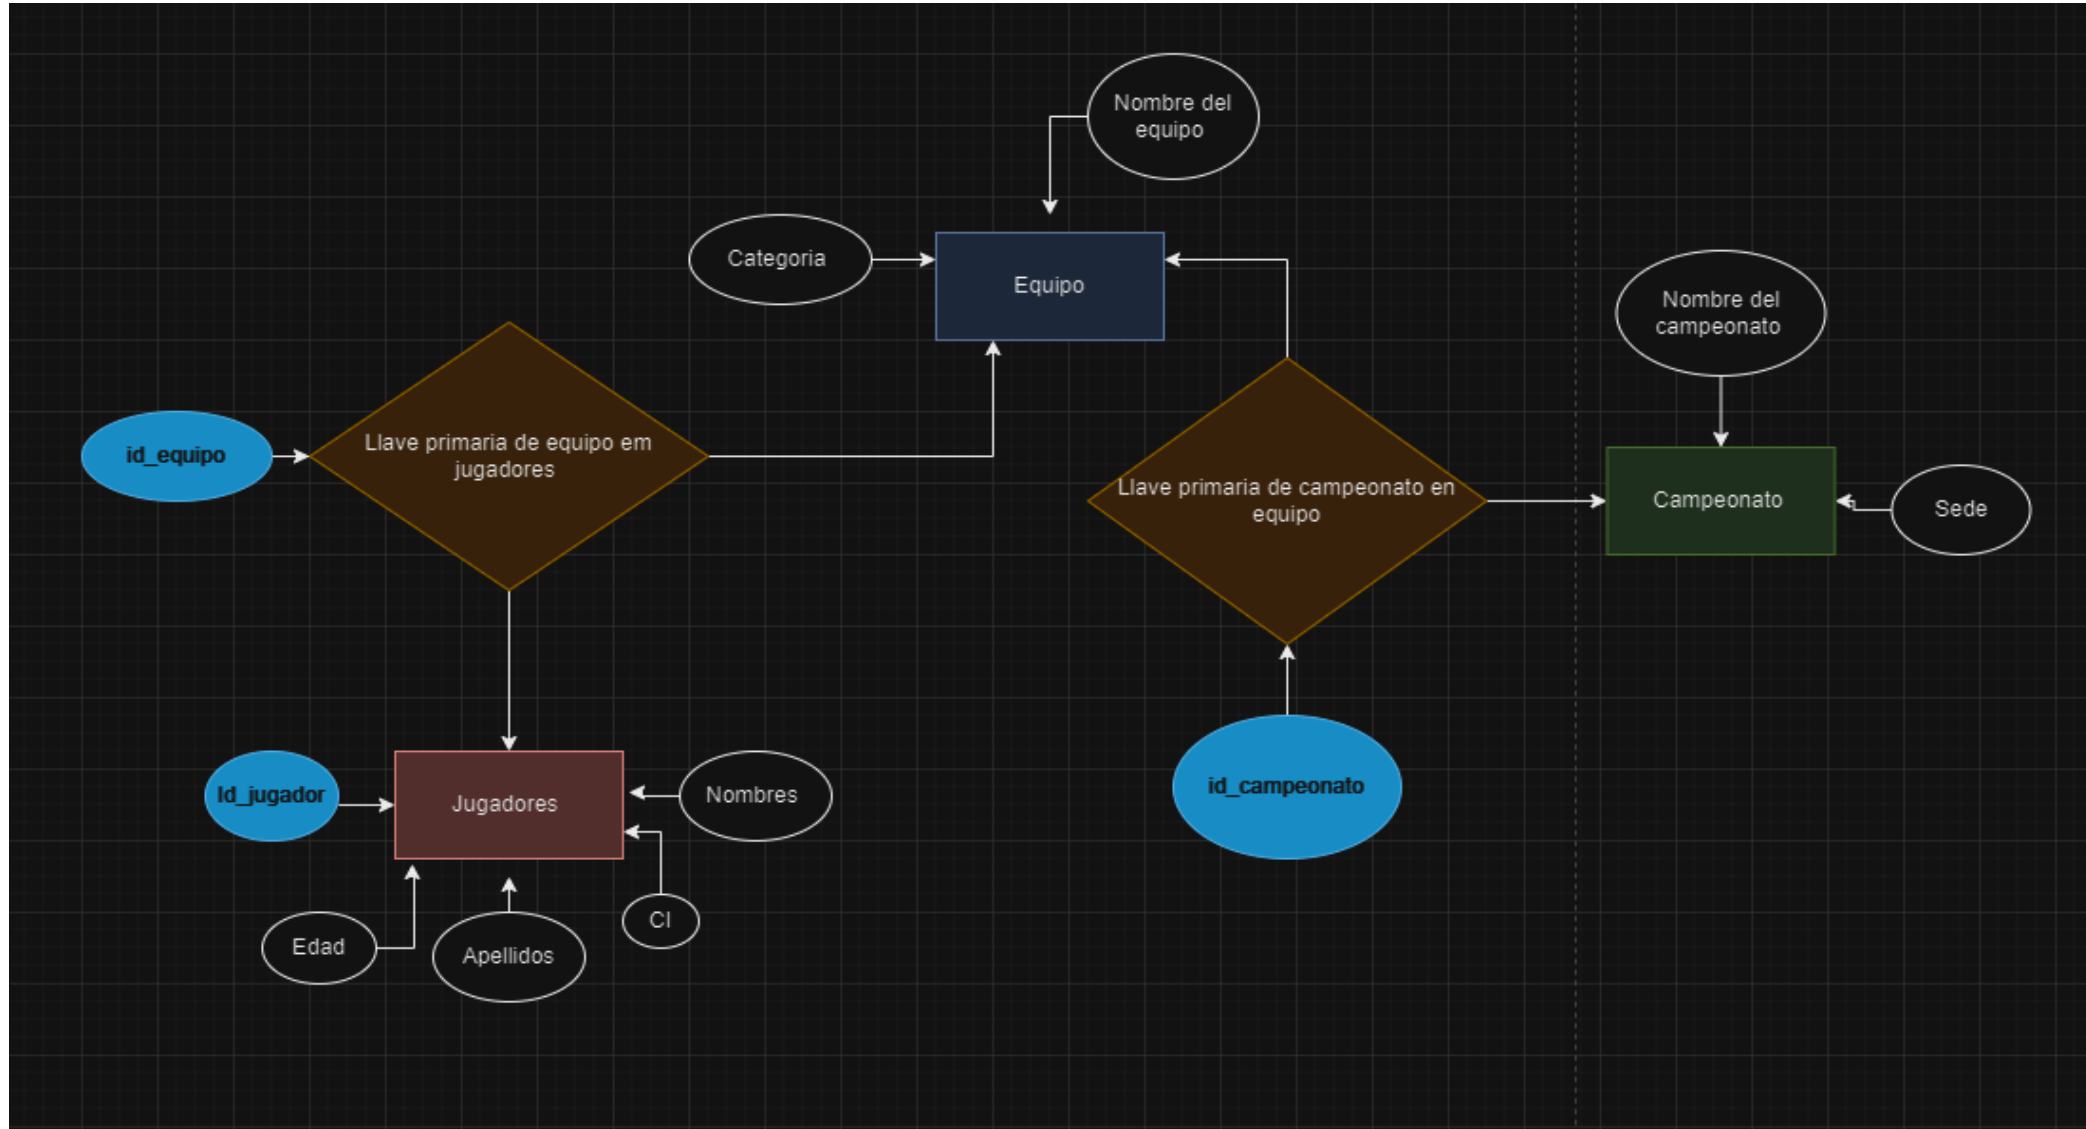 Nombre del
equipo
Categoria
Equipo
Nombre del
campeonato
id_equipo
Llave primaria de equipo em
jugadores
Llave primaria de campeonato en
equipo
Campeonato
Sede
Id_jugador
Jugadores
Nombres
id_campeonato
Edad
Apellidos
CI